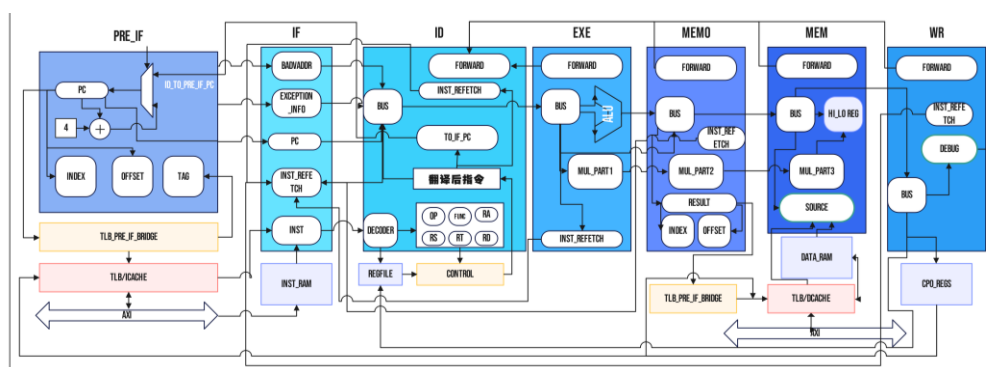 PRE_IF
IF
ID
EXE
MEMO
MEM
WR
PC
ID_TO_PRE_IF_PC
4
+
INDEX
OFFSET
TAG
TLB_PRE_IF_BRIDGE
TLB/ICACHE
AXI
BADVADDR
EXCEPTION
_INFO
PC
INST_REFE
TCH
INST
INST_RAM
FORWARD
INST_REFETCH
BUS
TO_IF_PC
翻译后指令
DECODER
OP
FUNC
RA
RS
RT
RD
REGFILE
CONTROL
FORWARD
BUS
ALU
MUL_PART1
INST_REFETCH
FORWARD
BUS
INST_REF
ETCH
MUL_PART2
RESULT
INDEX
OFFSET
TLB_PRE_IF_BRIDGE
FORWARD
BUS
HI_LO REG
MUL_PART3
SOURCE
DATA_RAM
TLB/DCACHE
AXI
FORWARD
INST_REFE
TCH
DEBUG
BUS
CP0_REGS